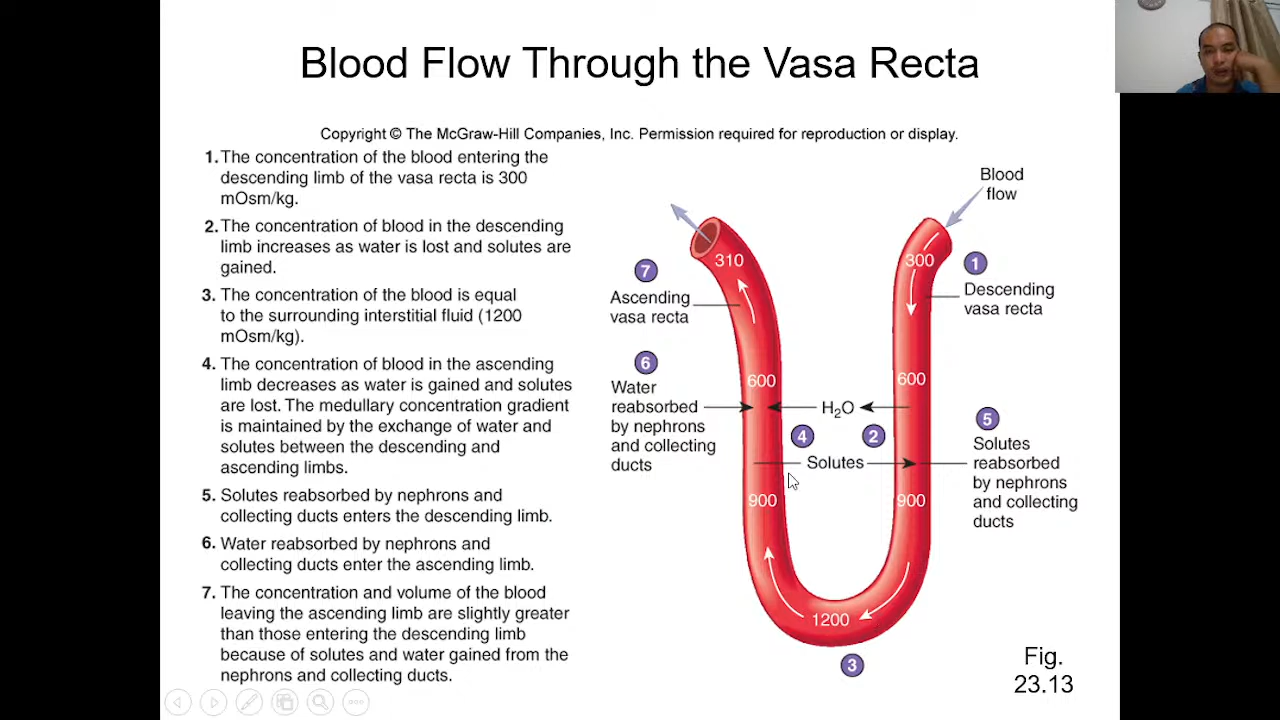 Blood Flow Through the Vasa Recta
Copyright © The McGraw-Hill Companies, Inc. Permission required for reproduction or display.
1. The concentration of the blood entering the
descending limb of the vasa recta is 300
mOsm/kg.
2. The concentration of blood in the descending
limb increases as water is lost and solutes are
gained.
3. The concentration of the blood is equal
to the surrounding interstitial fluid (1200
mOsm/kg).
4. The concentration of blood in the ascending
limb decreases as water is gained and solutes
are lost. The medullary concentration gradient
is maintained by the exchange of water and
solutes between the descending and
ascending limbs.
5. Solutes reabsorbed by nephrons and
collecting ducts enters the descending limb.
6. Water reabsorbed by nephrons and
collecting ducts enter the ascending limb.
7. The concentration and volume of the blood
leaving the ascending limb are slightly greater
than those entering the descending limb
because of solutes and water gained from the
nephrons and collecting ducts.
Blood
flow
310
300
7
1
Ascending
vasa recta
Descending
vasa recta
6
600
600
Water
reabsorbed
by nephrons
and collecting
ducts
H₂O
4
2
5
Solutes
Solutes
reabsorbed
by nephrons
and collecting
ducts
900
900
1200
3
Fig.
23.13